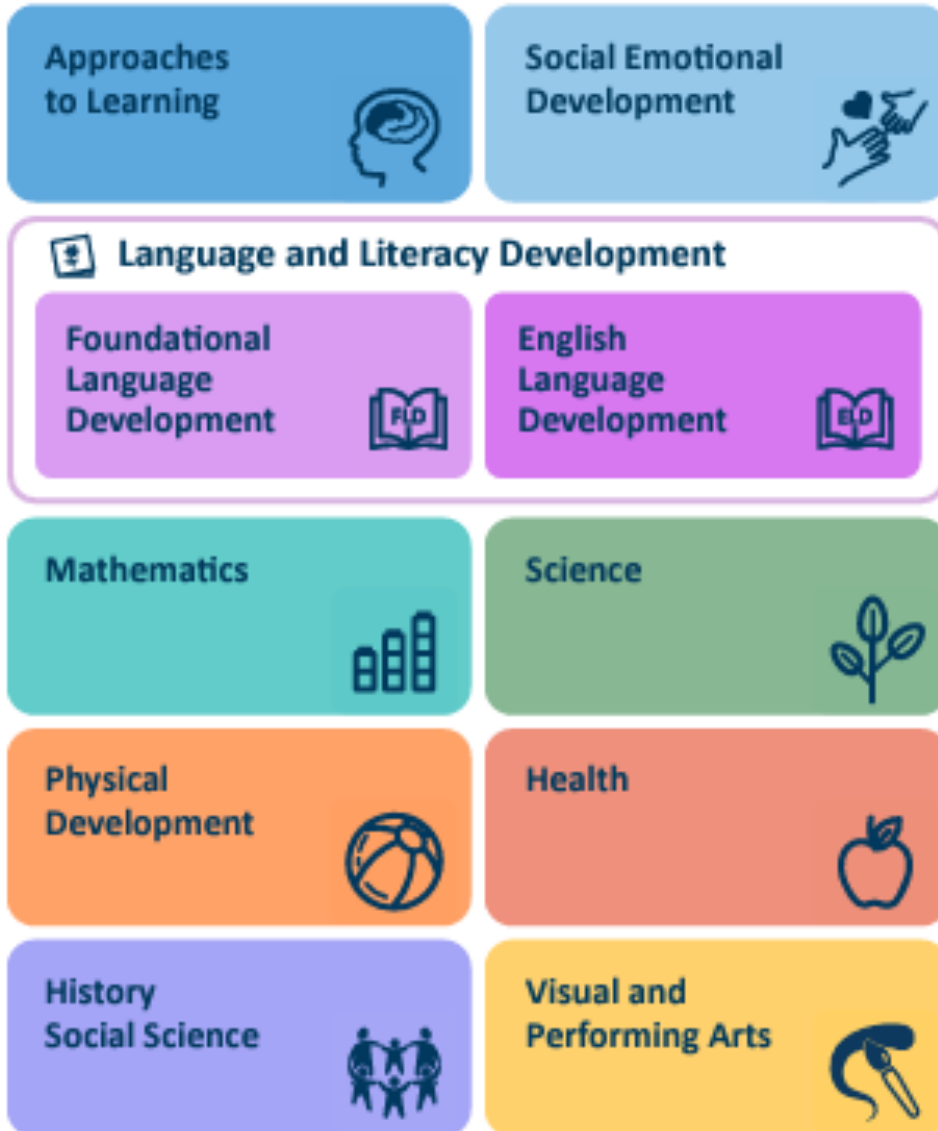 Approaches
to Learning
Social Emotional
Development
Language and Literacy Development
Foundational
Language
Development
FLD
English
Language
Development
ELD
Mathematics
Science
Physical
Development
Health
History
Social Science
Visual and
Performing Arts